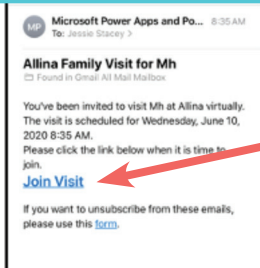 MP
Microsoft Power Apps and Po... 8:35 AM
To: Jessie Stacey >
Allina Family Visit for Mh
Found in Gmail All Mail Mailbox
You've been invited to visit Mh at Allina virtually.
The visit is scheduled for Wednesday, June 10,
2020 8:35 AM.
Please click the link below when it is time to
join.
Join Visit
If you want to unsubscribe from these emails,
please use this form.